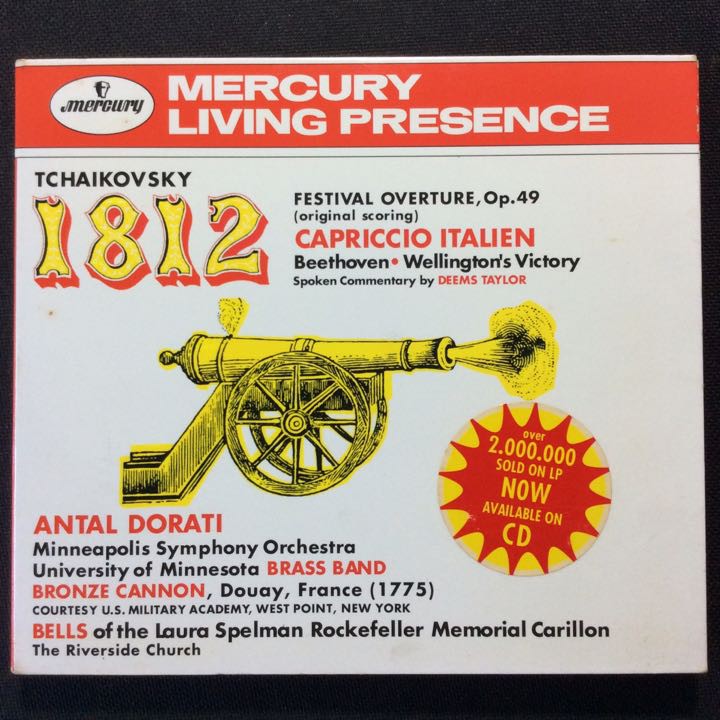 mercury
MERCURY
LIVING PRESENCE
TCHAIKOVSKY
1812
FESTIVAL OVERTURE, Op.49
(original scoring)
CAPRICCIO ITALIEN
Beethoven • Wellington's Victory
Spoken Commentary by DEEMS TAYLOR
over
2.000.000
SOLD ON LP
NOW
AVAILABLE ON
CD
ANTAL DORATI
Minneapolis Symphony Orchestra
University of Minnesota BRASS BAND
BRONZE CANNON, Douay, France (1775)
COURTESY U.S. MILITARY ACADEMY, WEST POINT, NEW YORK
BELLS of the Laura Spelman Rockefeller Memorial Carillon
The Riverside Church